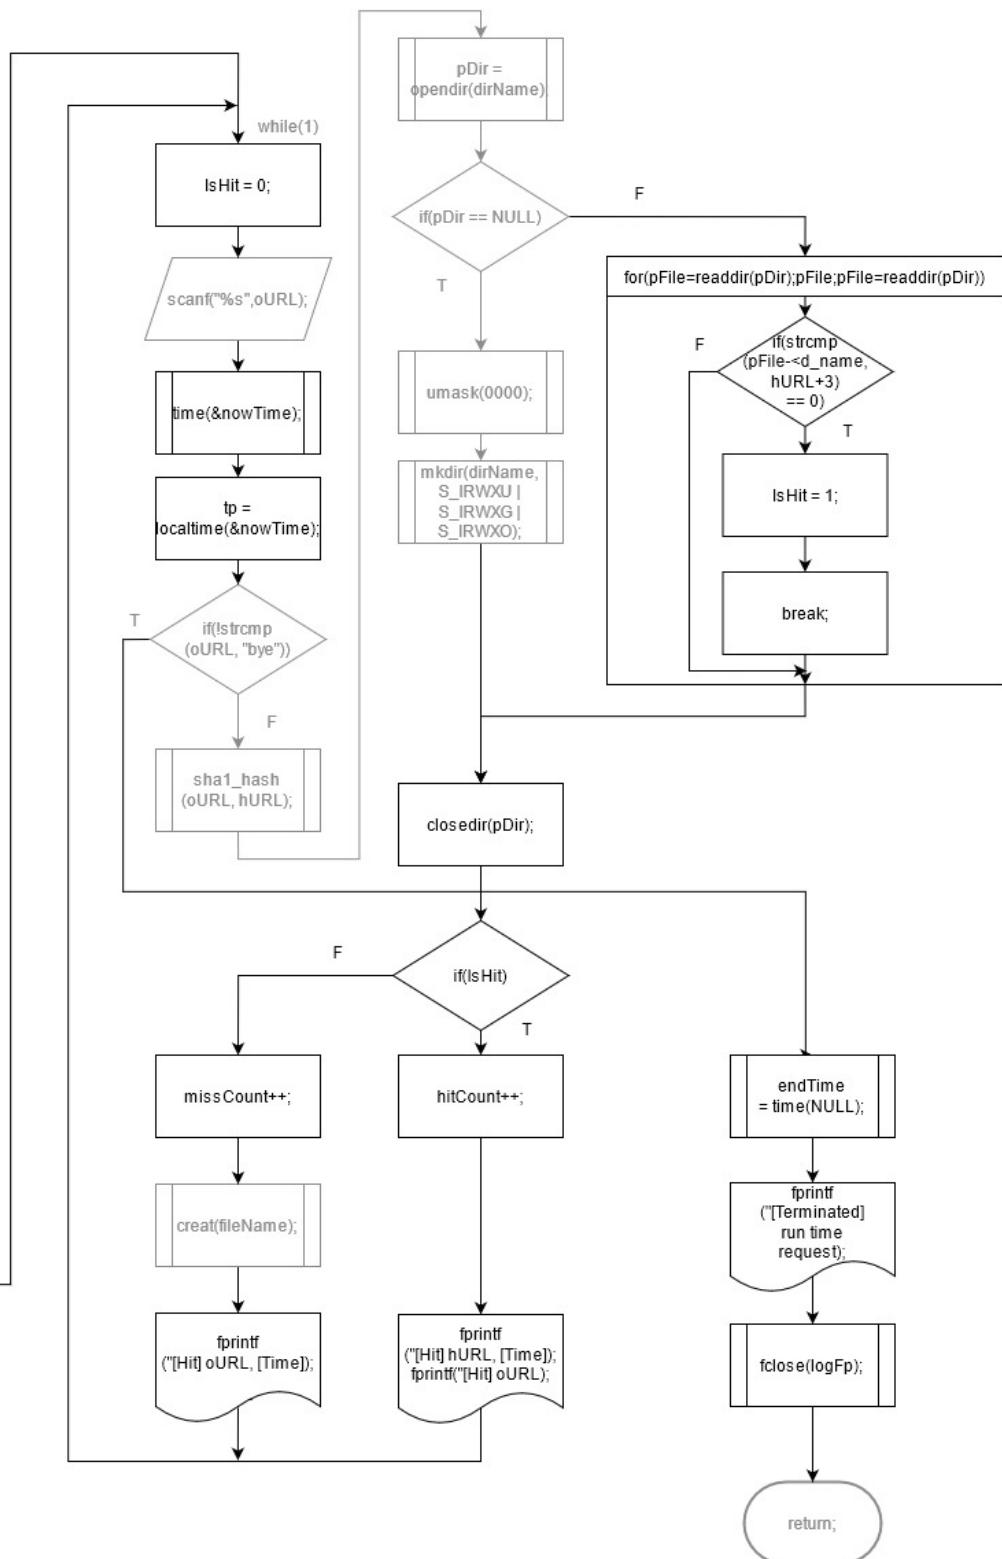 while(1)
IsHit = 0;
scanf("%s",oURL);
time(&nowTime);
tp =
localtime(&nowTime);
T
if(!strcmp
(oURL, "bye"))
F
sha1_hash
(oURL, hURL);
pDir =
opendir(dirName)
if(pDir == NULL)
F
T
umask(0000);
mkdir(dirName,
S_IRWXU |
S_IRWXG |
S_IRWXO);
for(pFile=readdir(pDir);pFile;pFile=readdir(pDir))
F
if(strcmp
(pFile-<d_name,
hURL+3)
== 0)
T
IsHit = 1;
break;
closedir(pDir);
F
if(IsHit)
T
missCount++;
creat(fileName);
fprintf
("[Hit] oURL, [Time]);
hitCount++;
fprintf
("[Hit] hURL, [Time]);
fprintf("[Hit] oURL);
endTime
= time(NULL);
fprintf
("[Terminated]
run time
request);
fclose(logFp);
return;